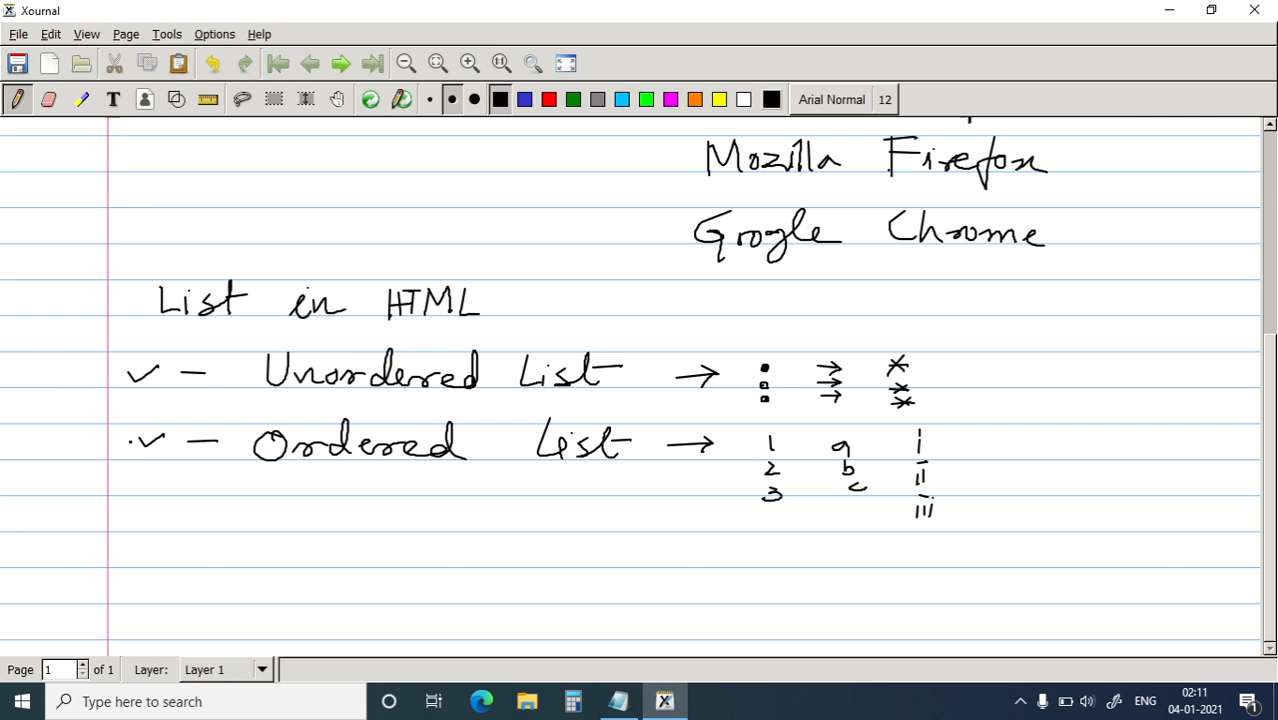 Xournal
File Edit View Page Tools Options Help
Arial Normal 12
Mozilla Firefox
Google Chrome
List in HTML
✓ - Unordered List → • → *
▪ → *
▪ → *
✓ - Ordered List → 1 a i
2 b ii
3 c iii
Page 1 of 1 Layer: Layer 1
Type here to search ENG 02:11
04-01-2021 1